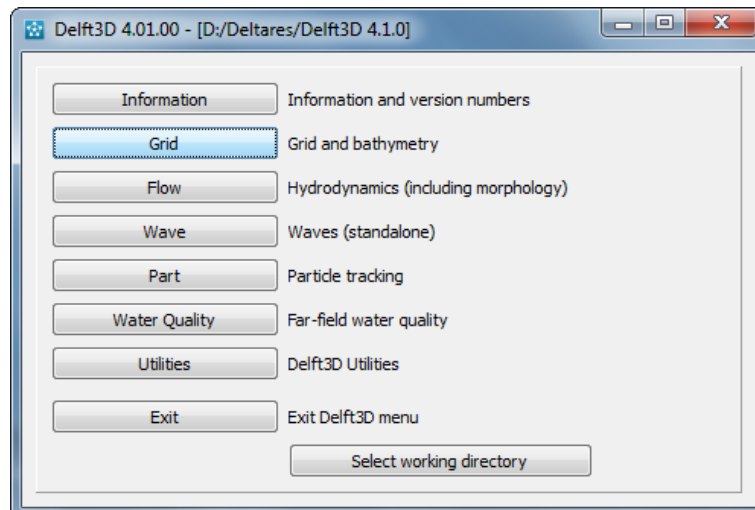 Delft3D 4.01.00 - [D:/Deltares/Delft3D 4.1.0]
Information Information and version numbers
Grid Grid and bathymetry
Flow Hydrodynamics (including morphology)
Wave Waves (standalone)
Part Particle tracking
Water Quality Far-field water quality
Utilities Delft3D Utilities
Exit Exit Delft3D menu
Select working directory